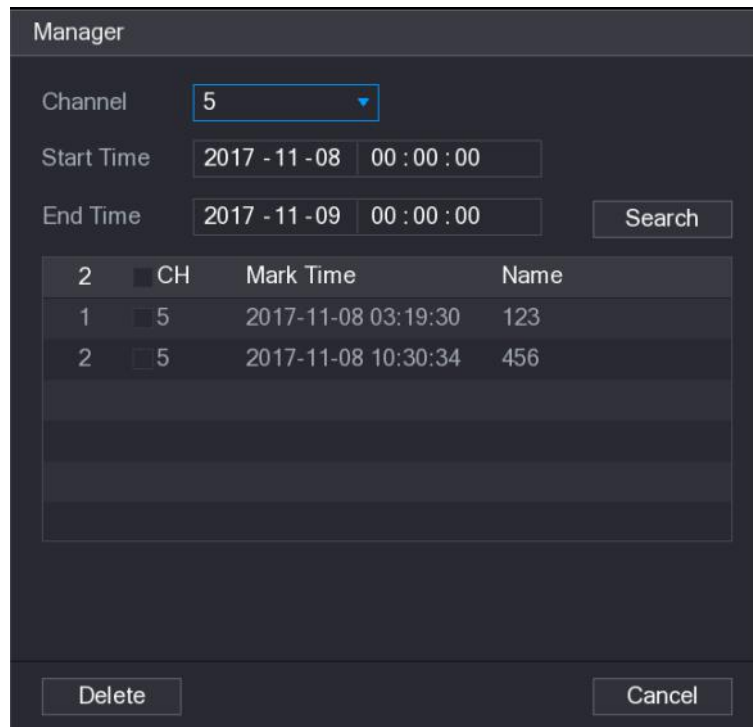 Manager
Channel 5
Start Time 2017 -11 -08 00 : 00 : 00
End Time 2017 -11 -09 00 : 00 : 00 Search
2 CH Mark Time Name
1 5 2017-11-08 03:19:30 123
2 5 2017-11-08 10:30:34 456
Delete Cancel